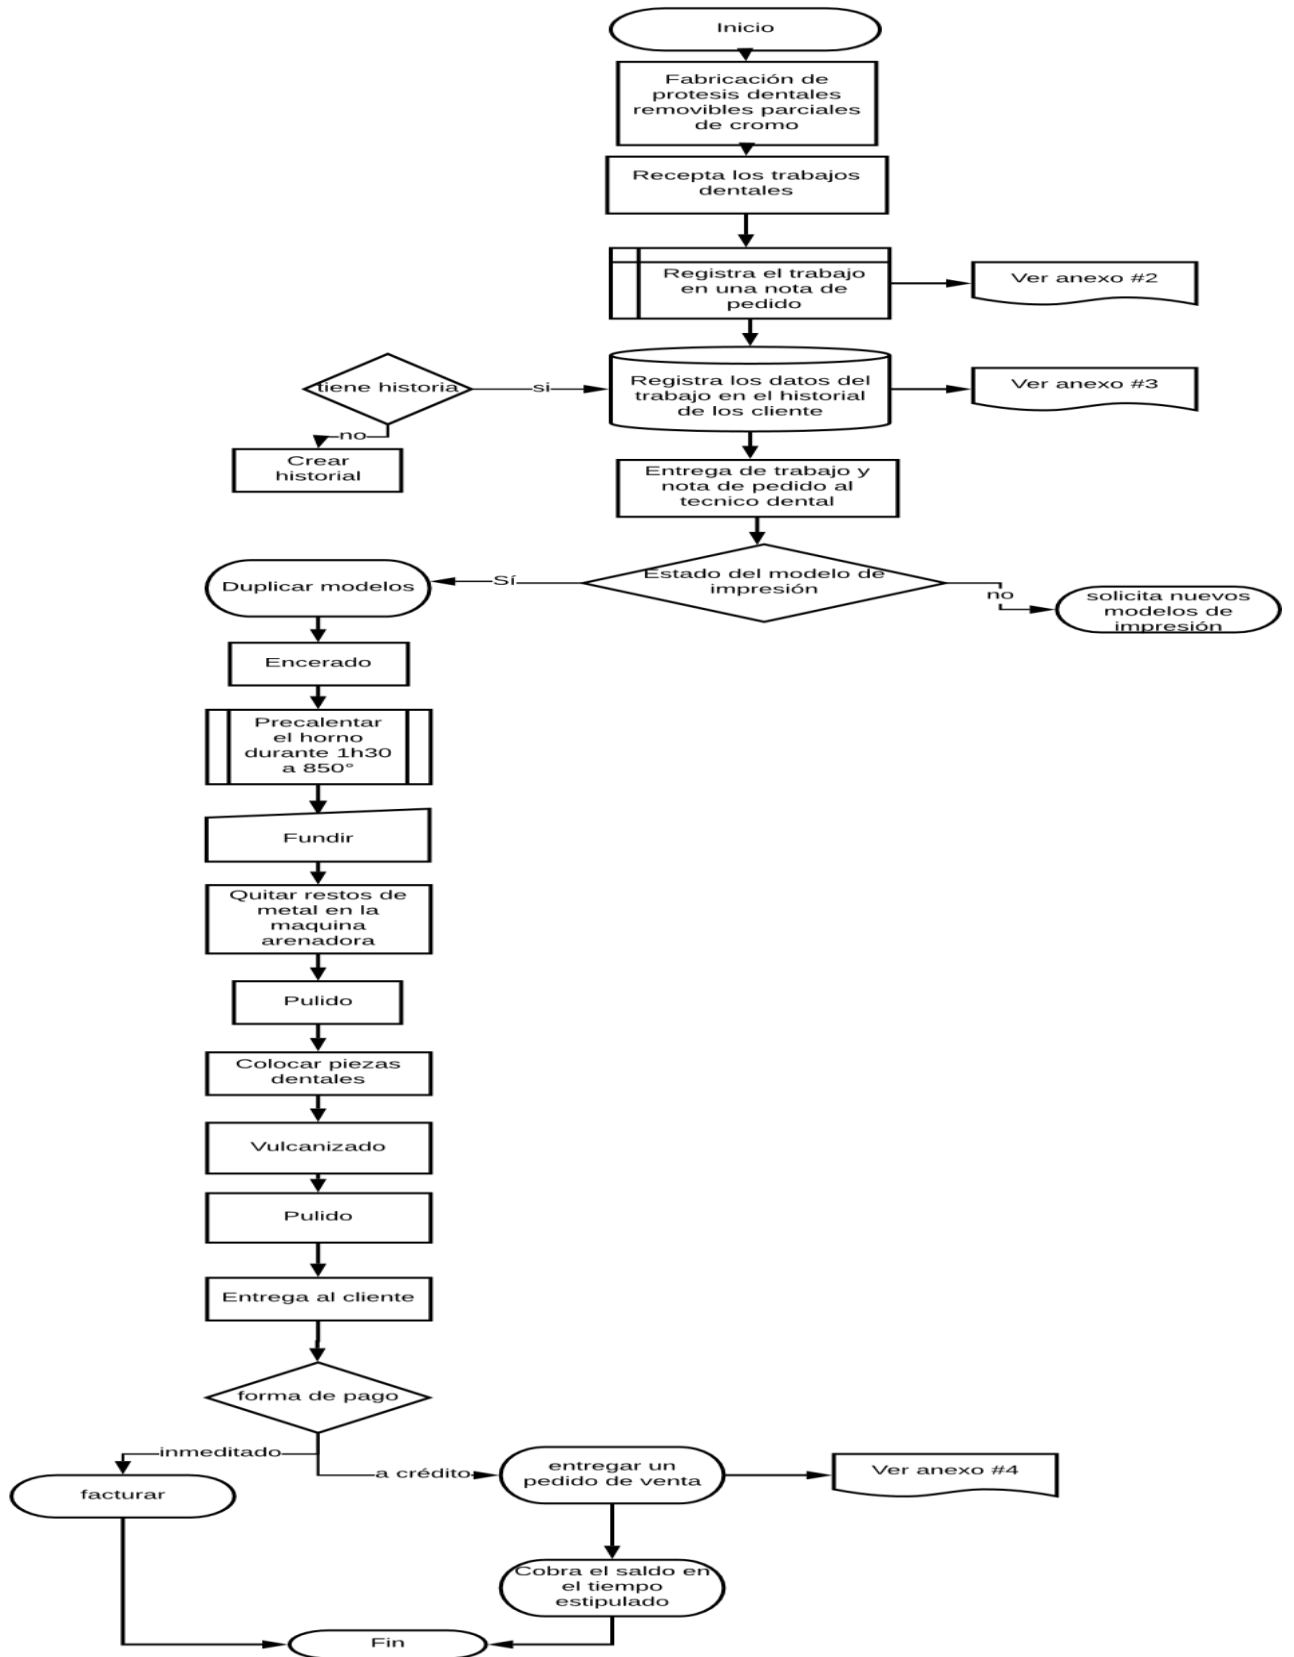 Inicio
Fabricación de
protesis dentales
removibles parciales
de cromo
Recepta los trabajos
dentales
Registra el trabajo
en una nota de
pedido
Ver anexo #2
tiene historia
si
Registra los datos del
trabajo en el historial
de los cliente
Ver anexo #3
no
Crear
historial
Entrega de trabajo y
nota de pedido al
tecnico dental
Estado del modelo de
impresión
Sí
Duplicar modelos
no
solicita nuevos
modelos de
impresión
Encerado
Precalentar
el horno
durante 1h30
a 850°
Fundir
Quitar restos de
metal en la
maquina
arenadora
Pulido
Colocar piezas
dentales
Vulcanizado
Pulido
Entrega al cliente
forma de pago
inmeditado
a crédito
facturar
entregar un
pedido de venta
Ver anexo #4
Cobra el saldo en
el tiempo
estipulado
Fin